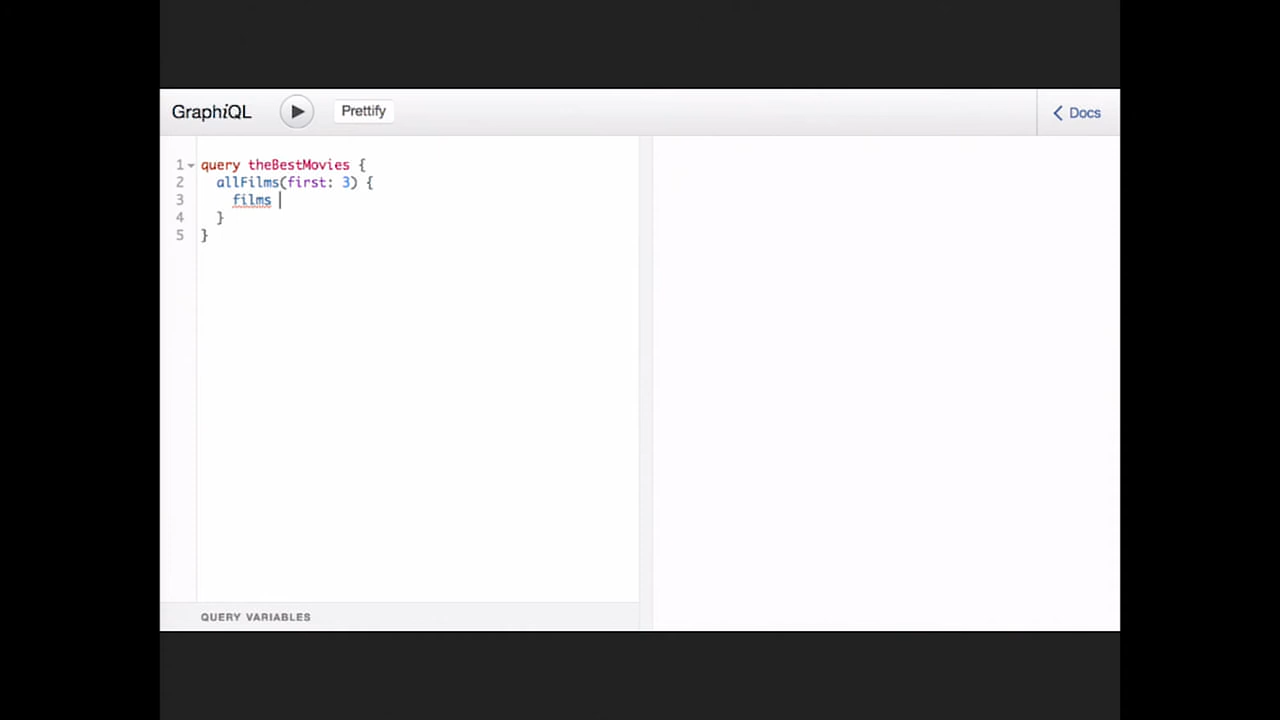 GraphiQL
Prettify
Docs
1 query theBestMovies {
2 allFilms(first: 3) {
3 films
4 }
5 }
QUERY VARIABLES